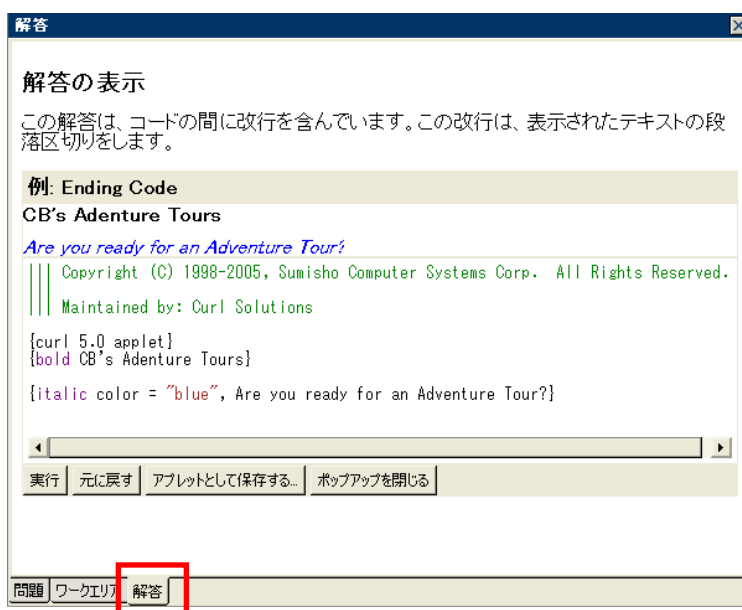 解答
解答の表示
この解答は、コードの間に改行を含んでいます。この改行は、表示されたテキストの段
落区切りをします。
例: Ending Code
CB's Adenture Tours
Are you ready for an Adventure Tour?
||| Copyright (C) 1998-2005, Sumisho Computer Systems Corp. All Rights Reserved.
||| Maintained by: Curl Solutions
{curl 5.0 applet}
{bold CB's Adenture Tours}
{italic color = "blue", Are you ready for an Adventure Tour?}
実行 元に戻す アプレットとして保存する... ポップアップを閉じる
問題 ワークエリア 解答